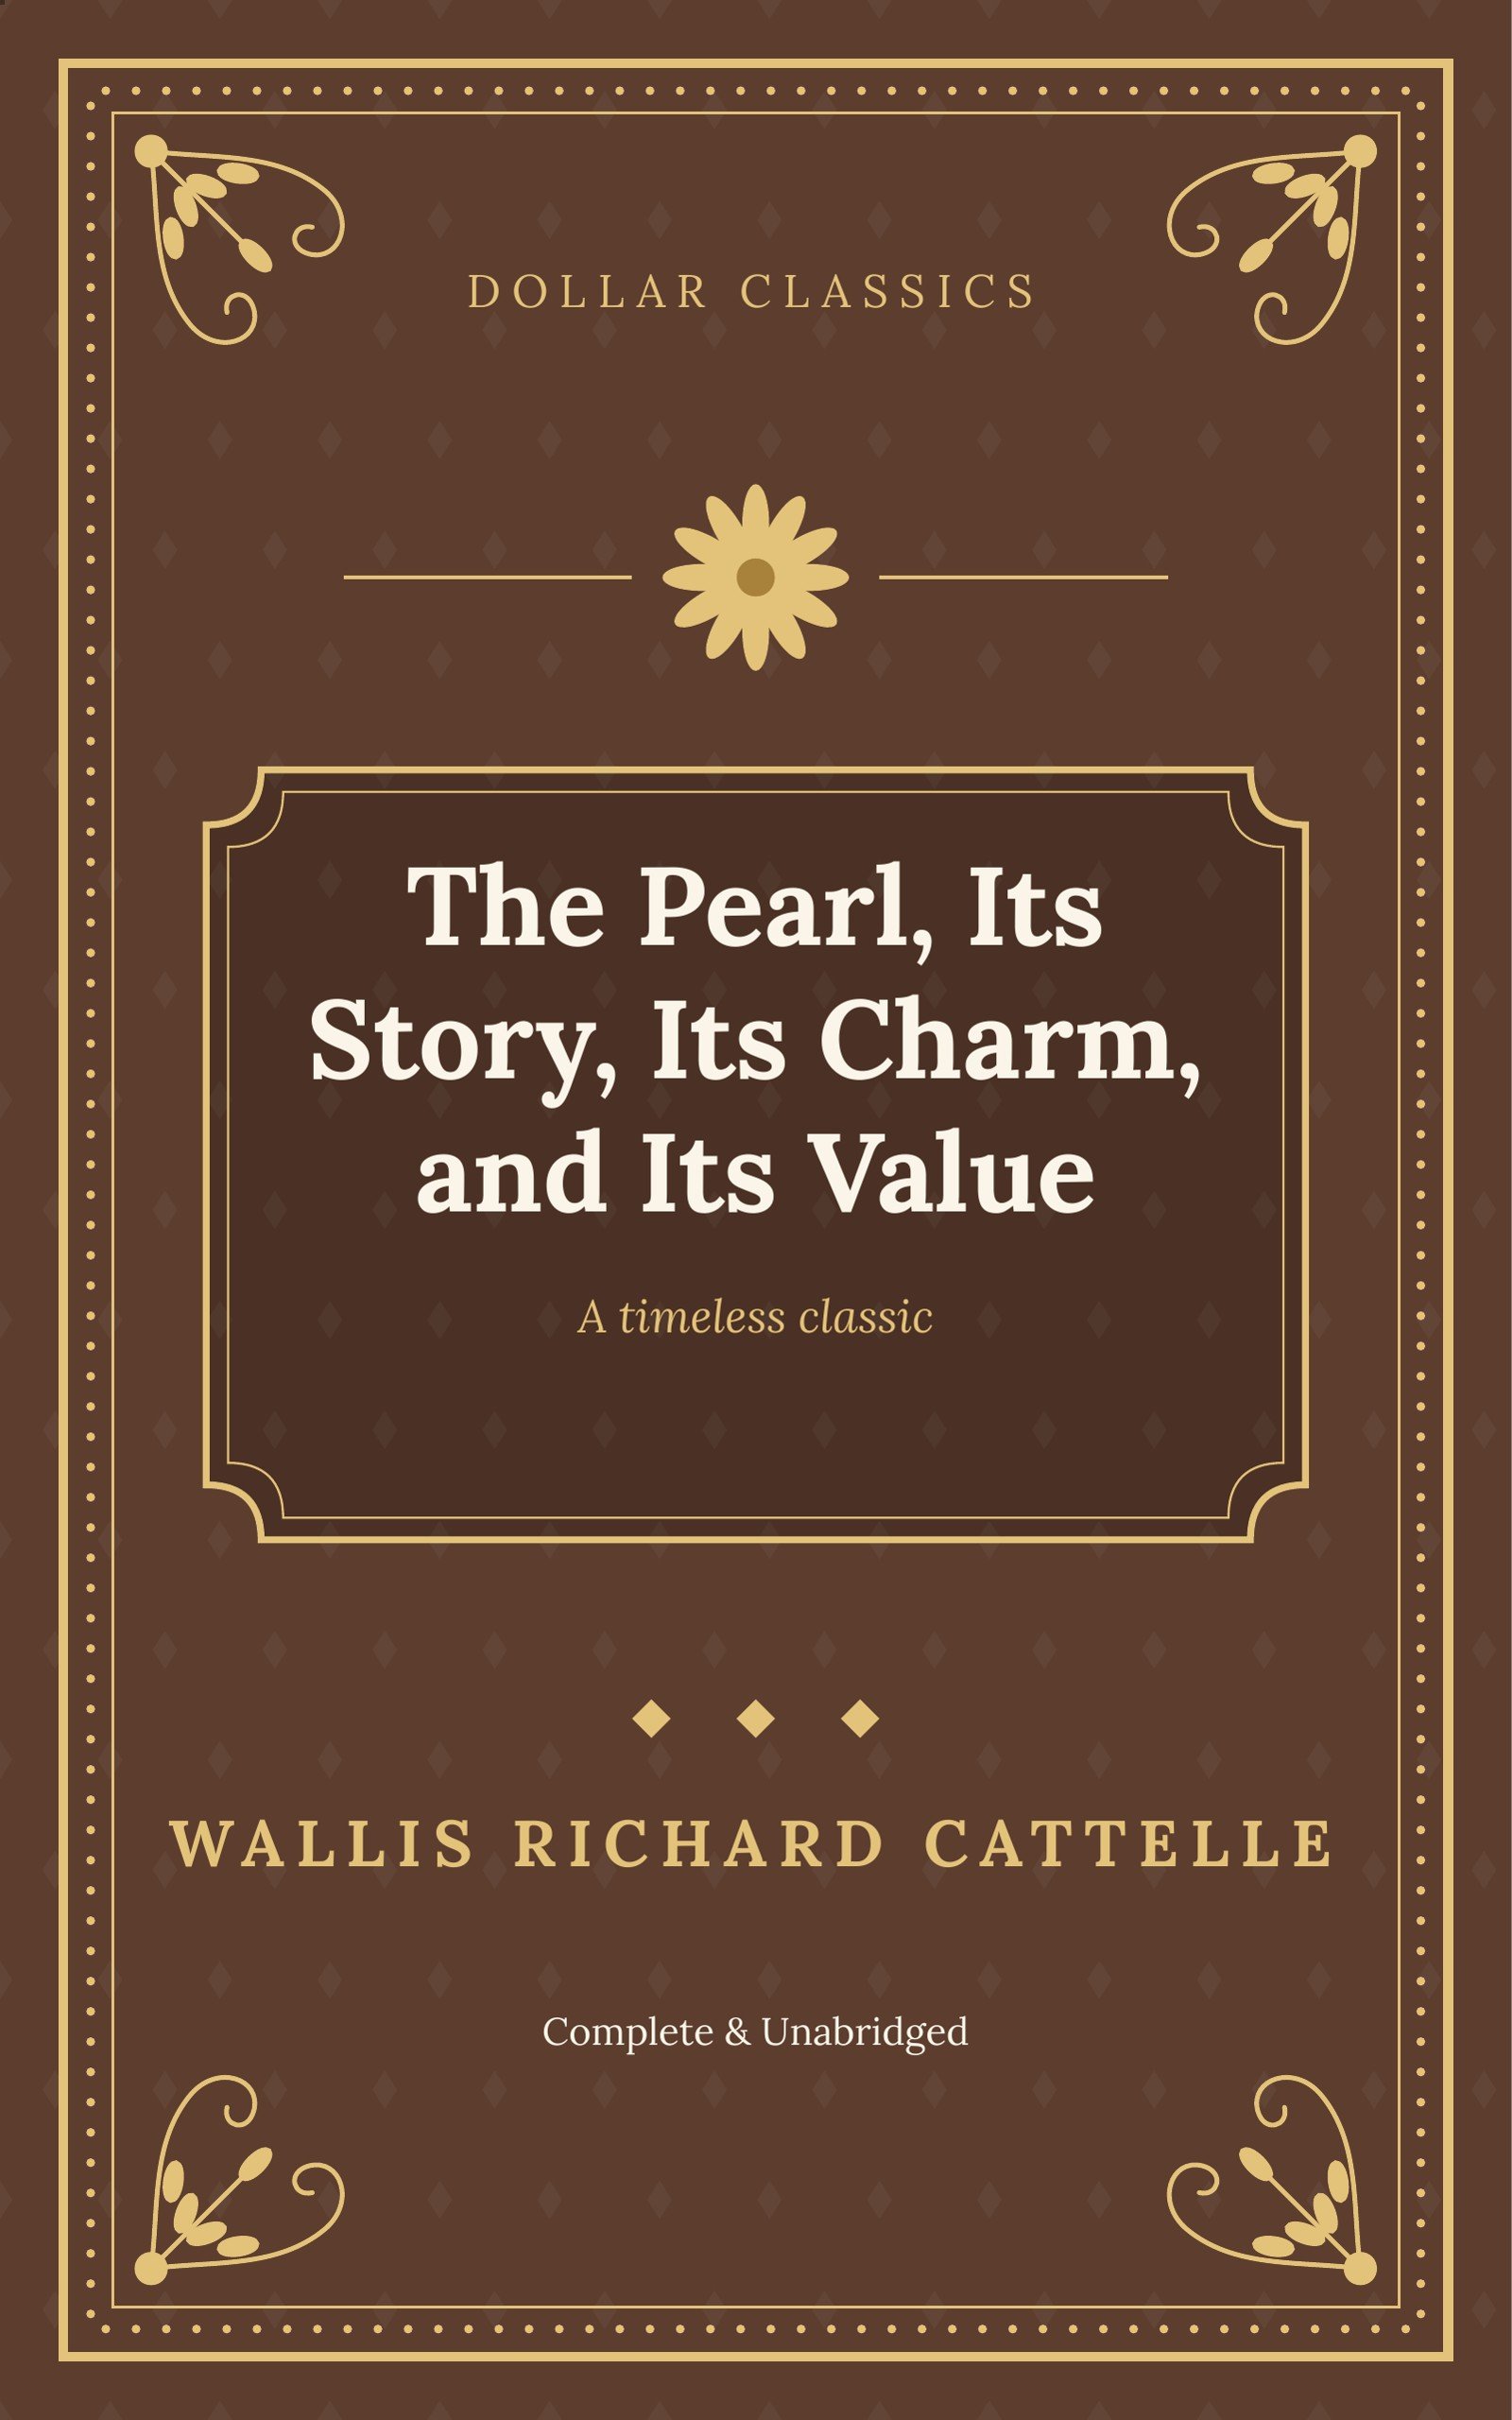 DOLLAR CLASSICS
The Pearl, Its
Story, Its Charm,
and Its Value
A timeless classic
WALLIS RICHARD CATTELLE
Complete & Unabridged